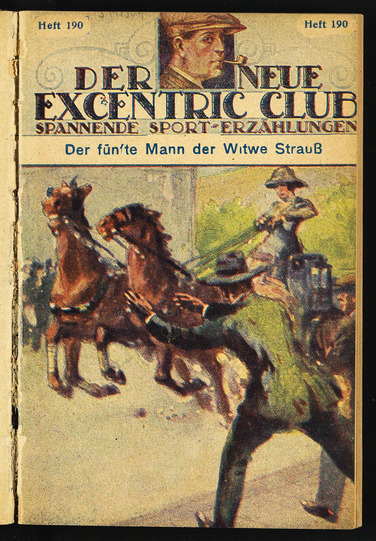 Heft 190
Heft 190
DER NEUE
EXCENTRIC CLUB
SPANNENDE SPORT-ERZÄHLUNGEN
Der fünfte Mann der Witwe Strauß